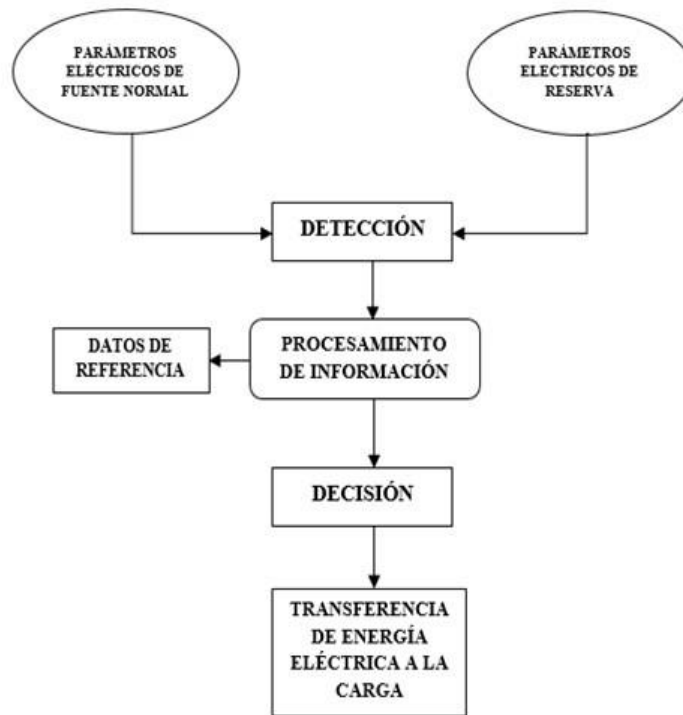 PARÁMETROS
ELÉCTRICOS DE
FUENTE NORMAL
PARÁMETROS
ELECTRICOS DE
RESERVA
DETECCIÓN
DATOS DE
REFERENCIA
PROCESAMIENTO
DE INFORMACIÓN
DECISIÓN
TRANSFERENCIA
DE ENERGÍA
ELÉCTRICA A LA
CARGA